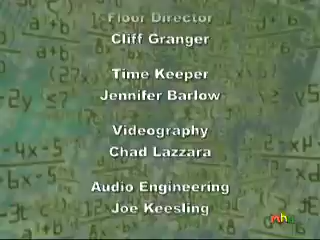 Floor Director
Cliff Granger
Time Keeper
Jennifer Barlow
Videography
Chad Lazzara
Audio Engineering
Joe Keesling